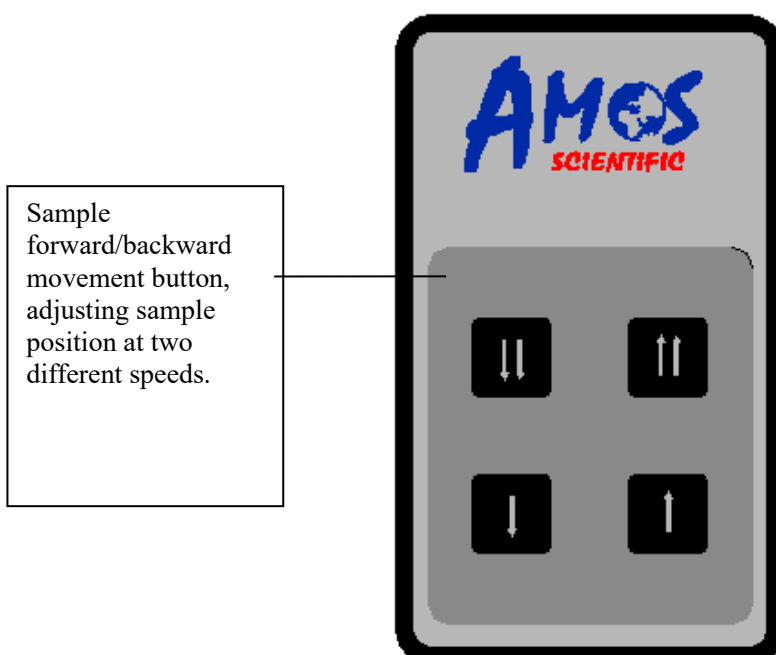 AMOS
SCIENTIFIC
Sample
forward/backward
movement button,
adjusting sample
position at two
different speeds.